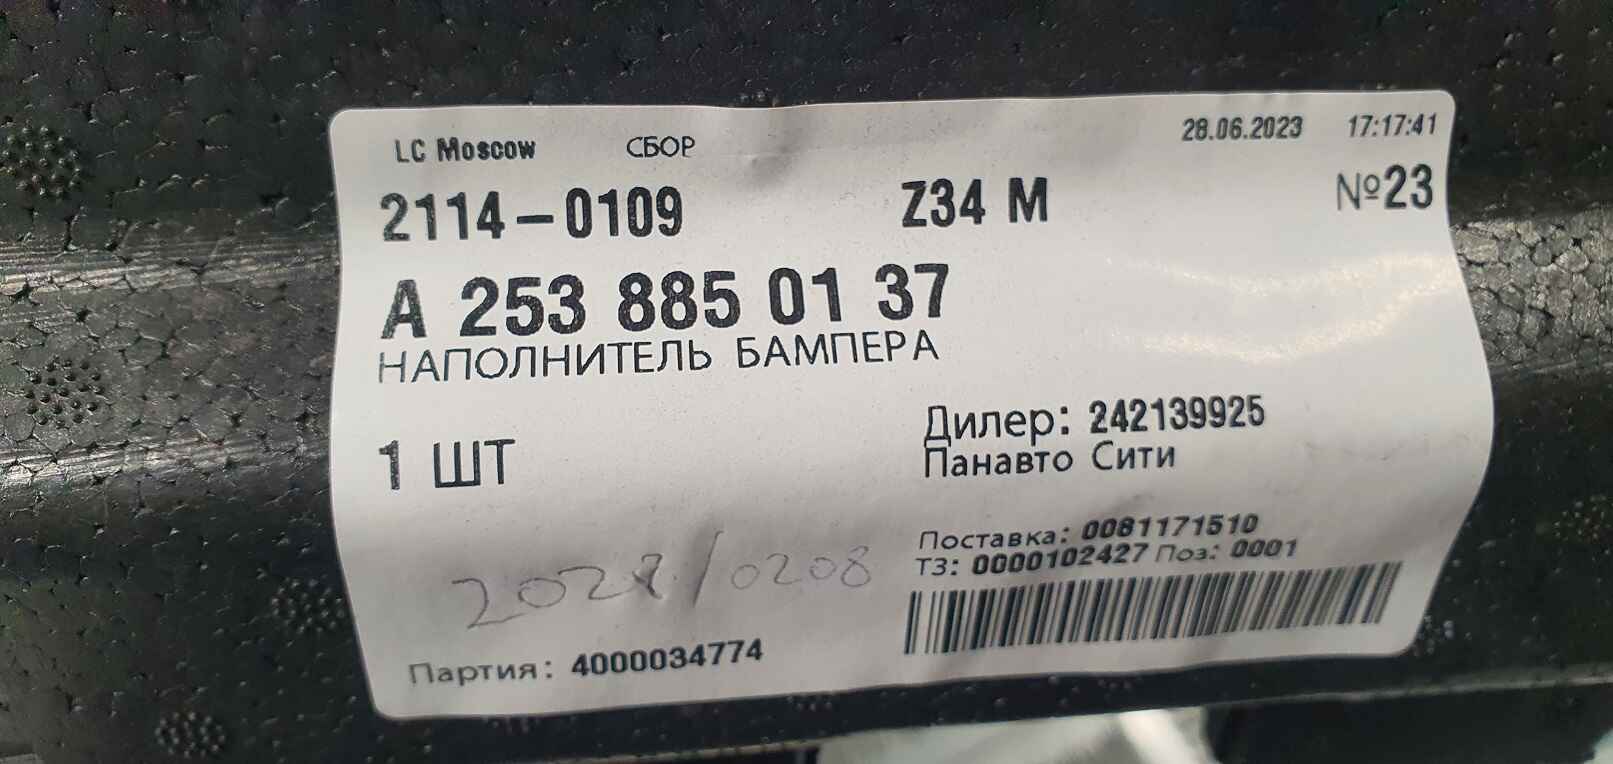 LC Moscow СБОР 28.06.2023 17:17:41
2114-0109 Z34 M №23
A 253 885 01 37
НАПОЛНИТЕЛЬ БАМПЕРА
1 ШТ
Дилер: 242139925
Панавто Сити
Поставка: 0081171510
ТЗ: 0000102427 Поз: 0001
/0208
Партия: 4000034774